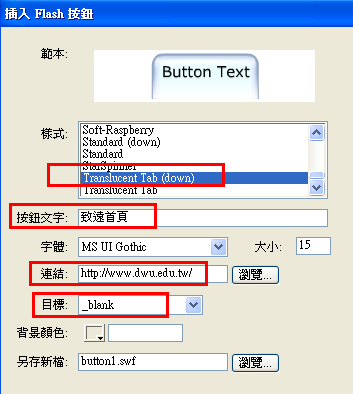 插入 Flash 按鈕
範本:
Button Text
樣式:
Soft-Raspberry
Standard (down)
Standard
StarSpinner
Translucent Tab (down)
Translucent Tab
按鈕文字: 致遠首頁
字體: MS UI Gothic 大小: 15
連結: http://www.dwu.edu.tw/ 瀏覽...
目標: _blank
背景顏色:
另存新檔: button1.swf 瀏覽...